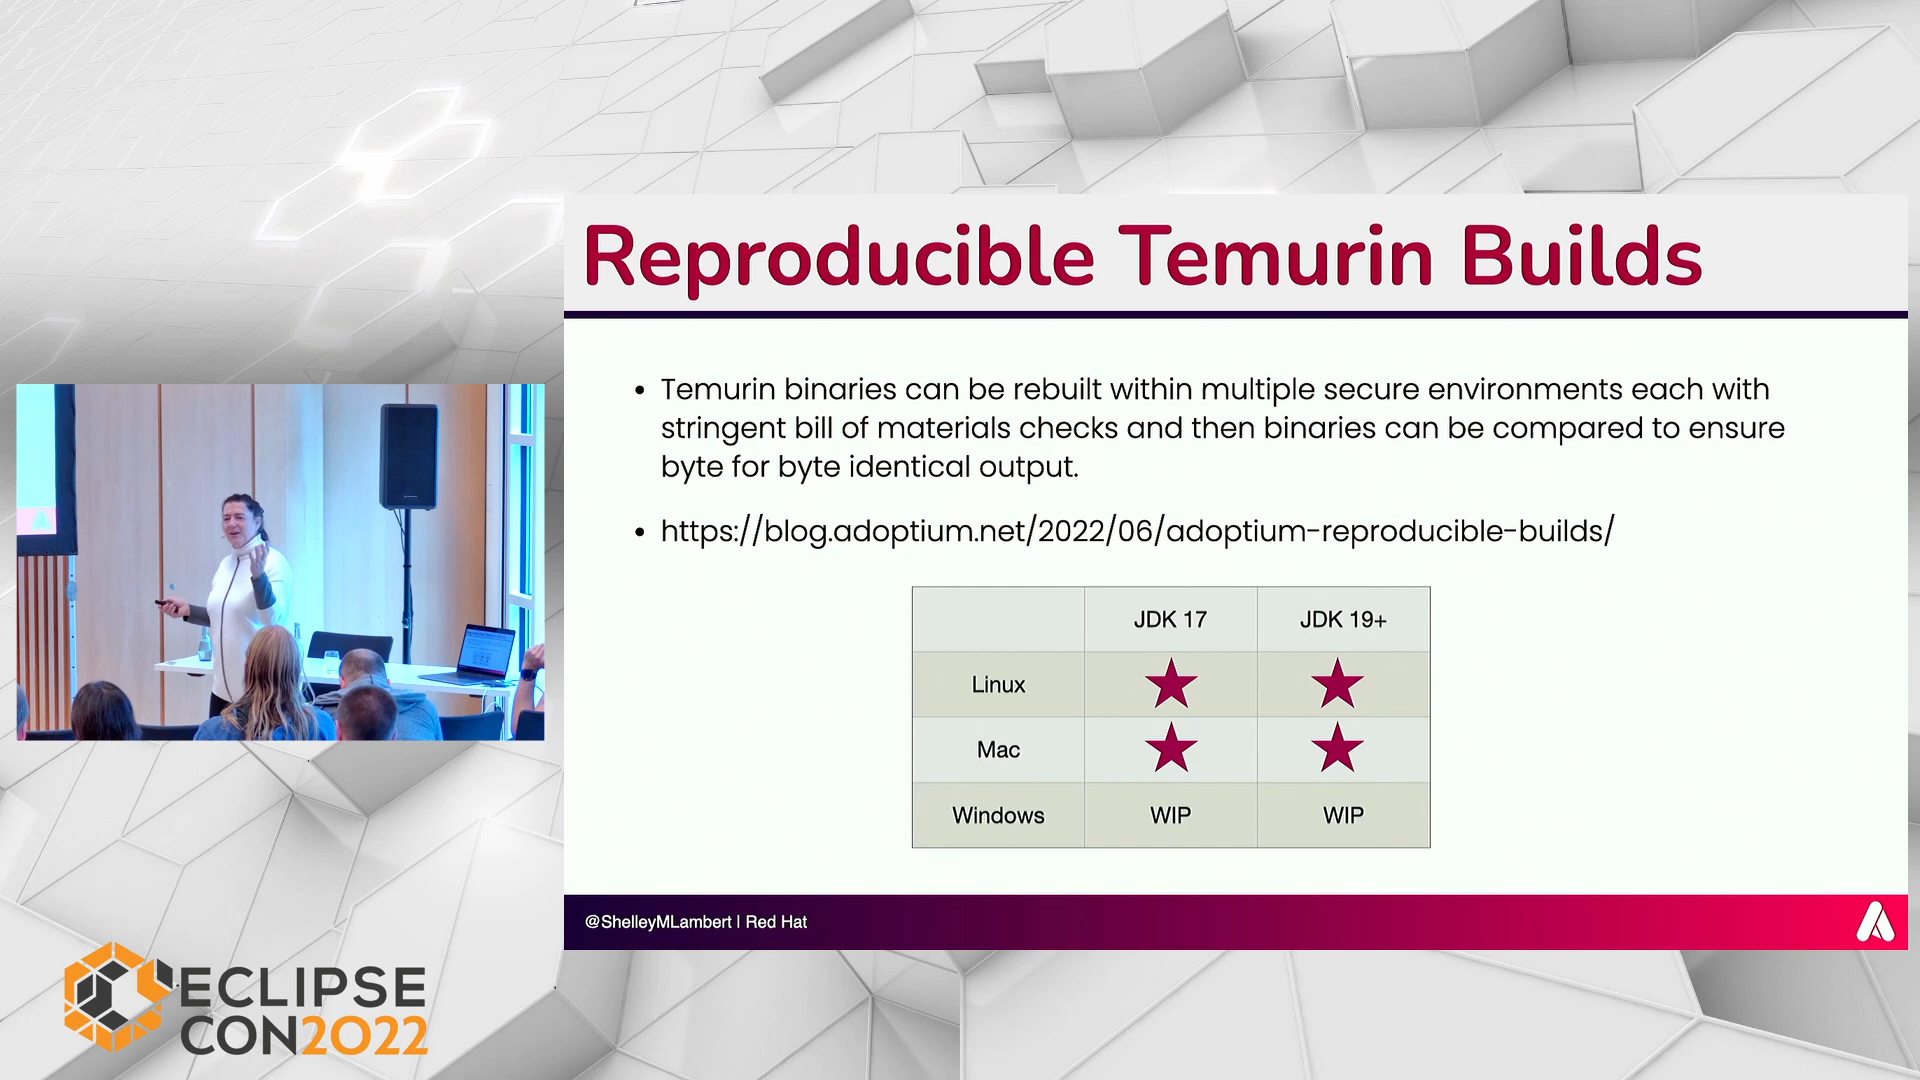 Reproducible Temurin Builds
• Temurin binaries can be rebuilt within multiple secure environments each with
stringent bill of materials checks and then binaries can be compared to ensure
byte for byte identical output.
• https://blog.adoptium.net/2022/06/adoptium-reproducible-builds/
JDK 17 JDK 19+
Linux ★ ★
Mac ★ ★
Windows WIP WIP
@ShelleyMLambert | Red Hat
ECLIPSE
CON2022